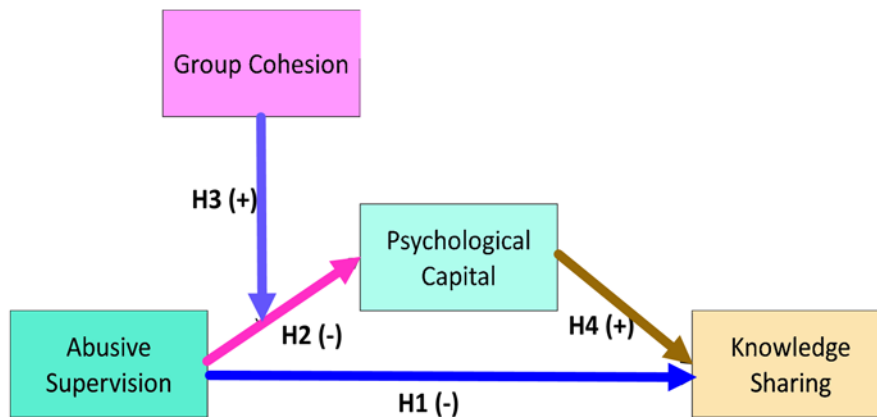 Group Cohesion
H3 (+)
Psychological
Capital
H2 (-)
H4 (+)
Abusive
Supervision
Knowledge
Sharing
H1 (-)